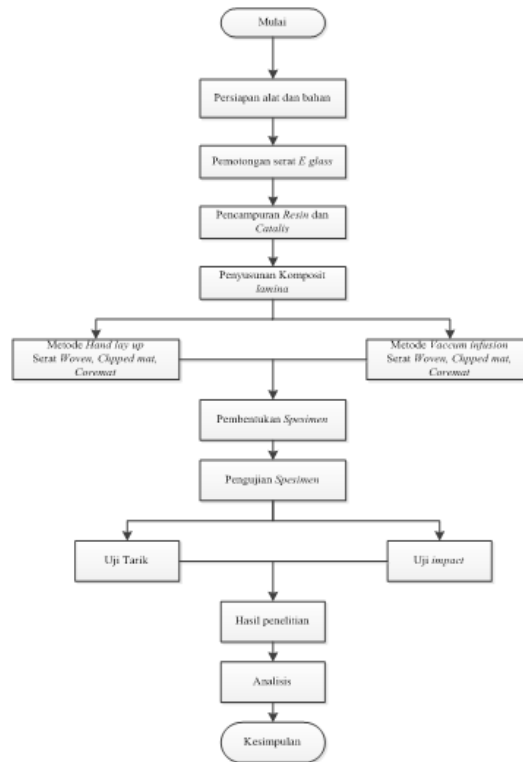 Mulai
Persiapan alat dan bahan
Pemotongan serat E glass
Pencampuran Resin dan
Catalis
Penyusunan Komposit
lamina
Metode Hand lay up
Serat Woven, Clipped mat,
Coremat
Metode Vaccum infusion
Serat Woven, Clipped mat,
Coremat
Pembentukan Spesimen
Pengujian Spesimen
Uji Tarik
Uji impact
Hasil penelitian
Analisis
Kesimpulan